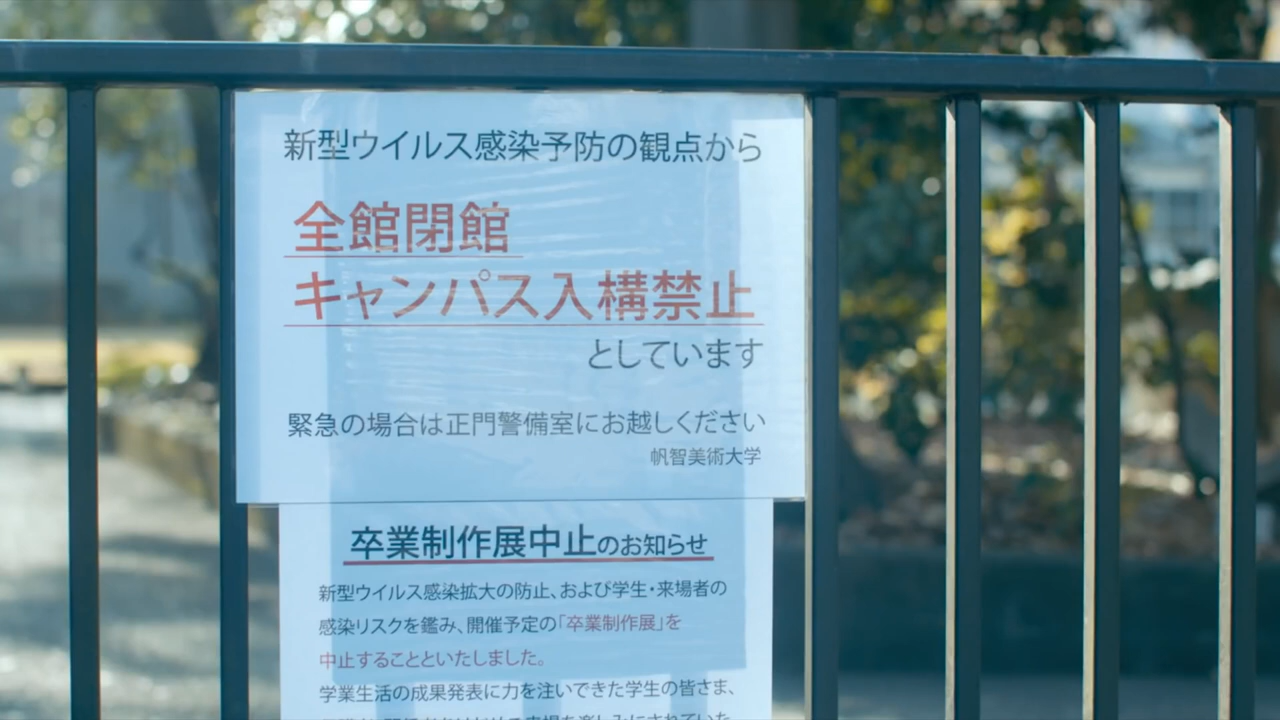 新型ウイルス感染予防の観点から
全館閉館
キャンパス入構禁止
としています
緊急の場合は正門警備室にお越しください
帆智美術大学
卒業制作展中止のお知らせ
新型ウイルス感染拡大の防止、および学生・来場者の
感染リスクを鑑み、開催予定の「卒業制作展」を
中止することといたしました。
学業生活の成果発表に力を注いできた学生の皆さま、